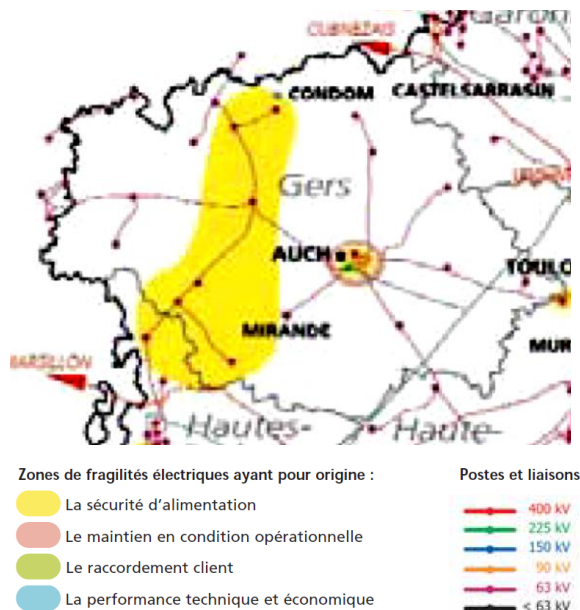 Garon
CUBNEZAIS
CONDOM
CASTELSARRASIN
Gers
AUCH
TOULO
MIRANDE
MUR
Hautes-
Haute-
Zones de fragilités électriques ayant pour origine :
La sécurité d'alimentation
Le maintien en condition opérationnelle
Le raccordement client
La performance technique et économique
Postes et liaisons
400 kV
225 kV
150 kV
90 kV
63 kV
< 63 kV